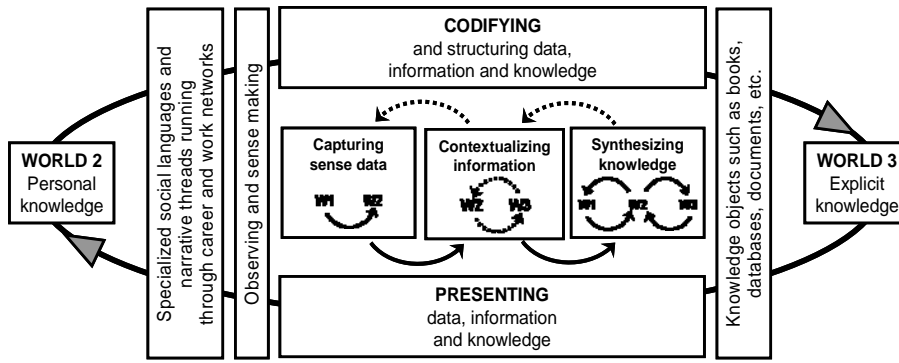 CODIFYING
and structuring data,
information and knowledge
Specialized social languages and
narrative threads running
through career and work networks
Observing and sense making
WORLD 2
Personal
knowledge
Capturing
sense data
W1 W2
Contextualizing
information
W2 W3
Synthesizing
knowledge
W1 W2 W3
Knowledge objects such as books,
databases, documents, etc.
WORLD 3
Explicit
knowledge
PRESENTING
data, information
and knowledge